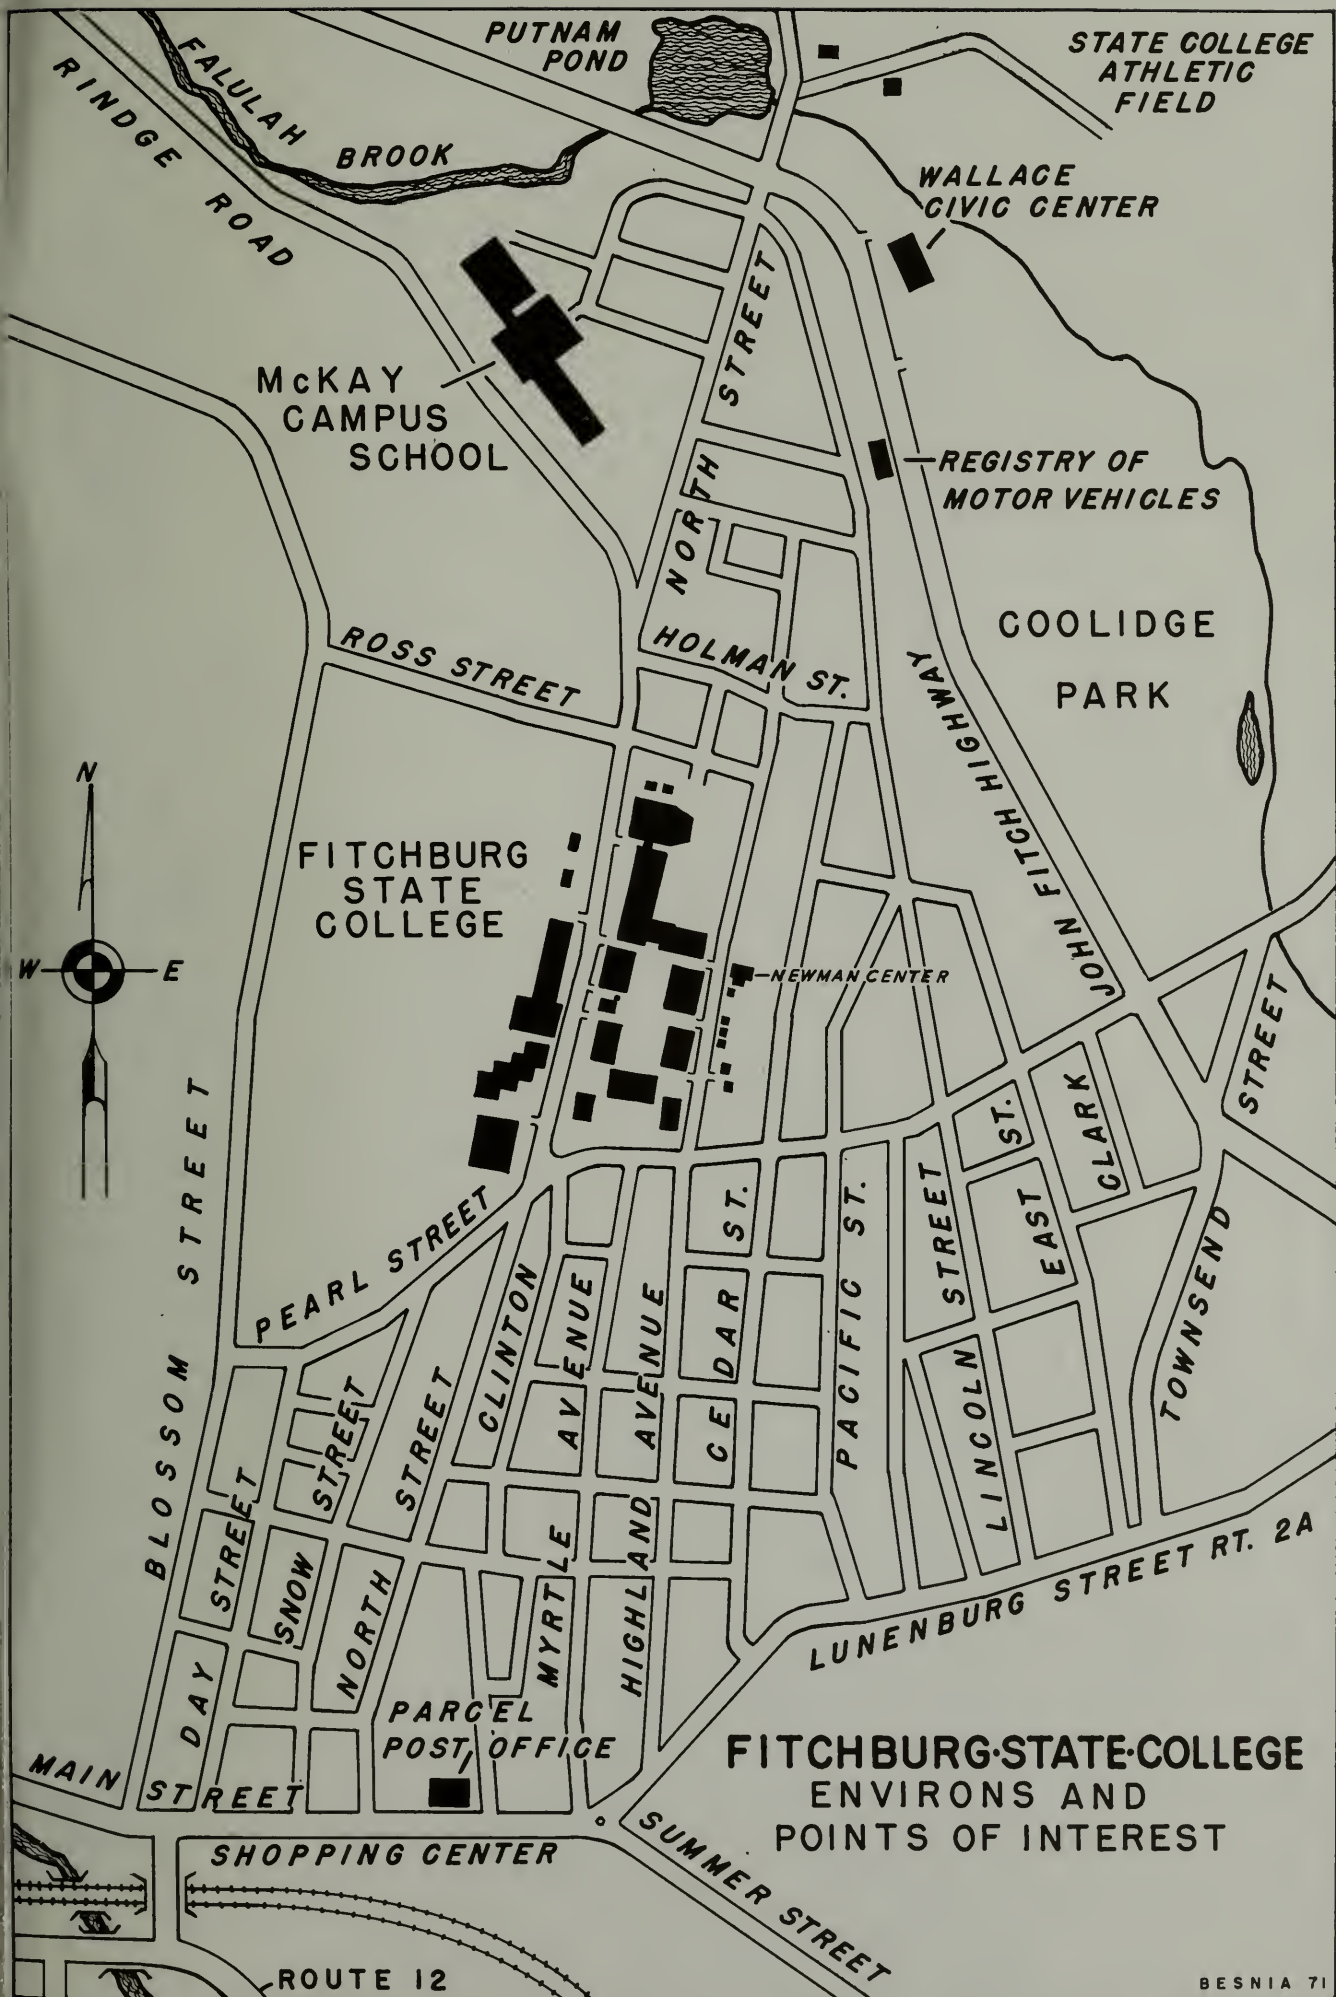 PUTNAM
POND
STATE COLLEGE
ATHLETIC
FIELD
FALULAH
BROOK
RINDGE ROAD
WALLACE
CIVIC CENTER
McKAY
CAMPUS
SCHOOL
NORTH STREET
REGISTRY OF
MOTOR VEHICLES
COOLIDGE
PARK
ROSS STREET
HOLMAN ST.
JOHN FITCH HIGHWAY
N
W
E
FITCHBURG
STATE
COLLEGE
NEWMAN CENTER
BLOSSOM STREET
PEARL STREET
CLINTON
MYRTLE AVENUE
HIGHLAND AVENUE
CEDAR ST.
PACIFIC ST.
LINCOLN STREET
EAST ST.
CLARK
TOWNSEND STREET
DAY STREET
SNOW STREET
NORTH STREET
LUNENBURG STREET RT. 2A
PARCEL
POST OFFICE
MAIN STREET
SHOPPING CENTER
SUMMER STREET
ROUTE 12
FITCHBURG·STATE·COLLEGE
ENVIRONS AND
POINTS OF INTEREST
BESNIA 71